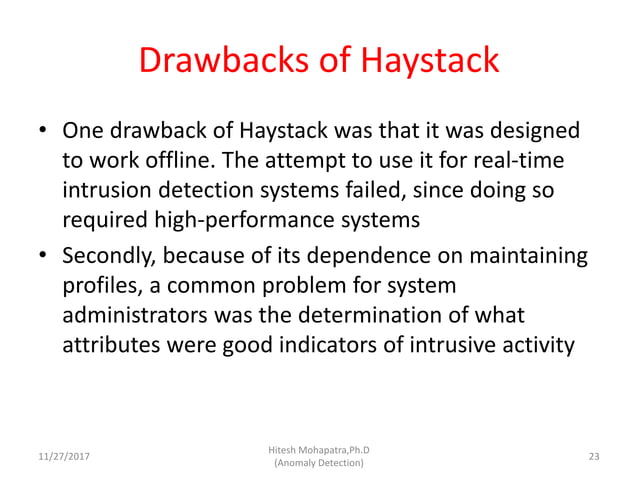 Drawbacks of Haystack
• One drawback of Haystack was that it was designed
to work offline. The attempt to use it for real-time
intrusion detection systems failed, since doing so
required high-performance systems
• Secondly, because of its dependence on maintaining
profiles, a common problem for system
administrators was the determination of what
attributes were good indicators of intrusive activity
11/27/2017
Hitesh Mohapatra,Ph.D
(Anomaly Detection)
23